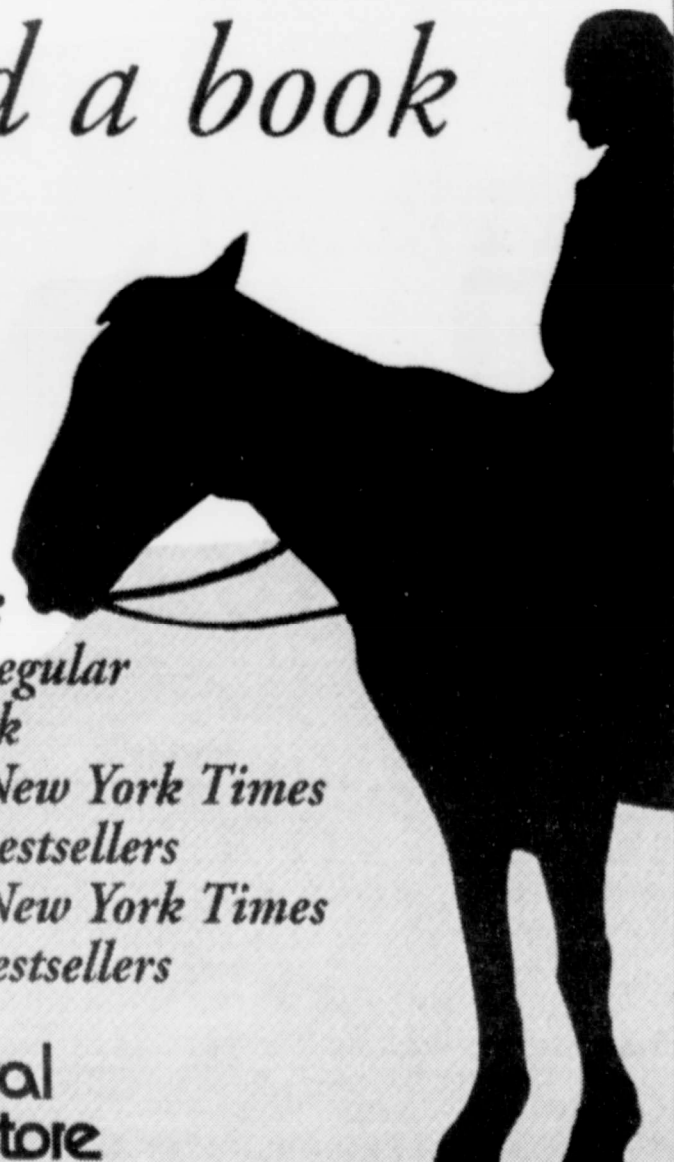 d a book
egular
k
New York Times
estsellers
New York Times
estsellers
al
tore